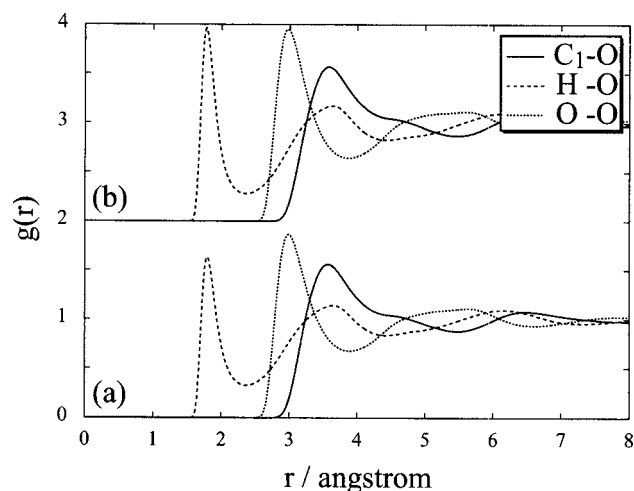 4
C₁-O
H -O
O -O
3
(b)
2
g(r)
1
(a)
0
0 1 2 3 4 5 6 7 8
r / angstrom